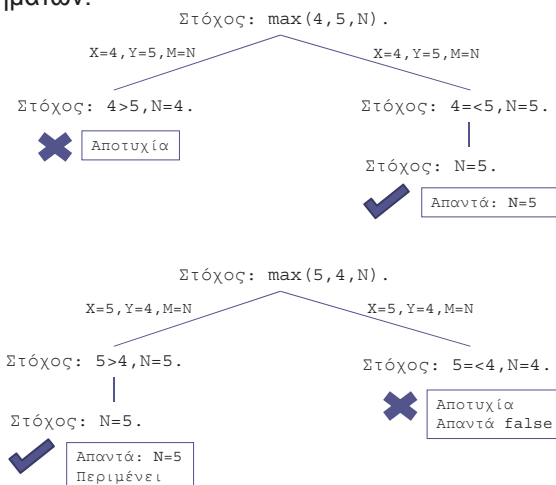 ημάτων.
Στόχος: max(4,5,N).
X=4,Y=5,M=N X=4,Y=5,M=N
Στόχος: 4>5,N=4. Στόχος: 4=<5,N=5.
Αποτυχία
Στόχος: N=5.
Απαντά: N=5
Στόχος: max(5,4,N).
X=5,Y=4,M=N X=5,Y=4,M=N
Στόχος: 5>4,N=5. Στόχος: 5=<4,N=4.
Αποτυχία
Απαντά false
Στόχος: N=5.
Απαντά: N=5
Περιμένει